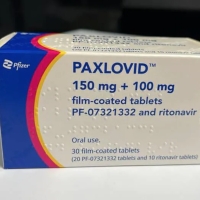 Pfizer
PAXLOVID™
150 mg + 100 mg
film-coated tablets
PF-07321332 and ritonavir
Oral use.
30 film-coated tablets
(20 PF-07321332 tablets and 10 ritonavir tablets)